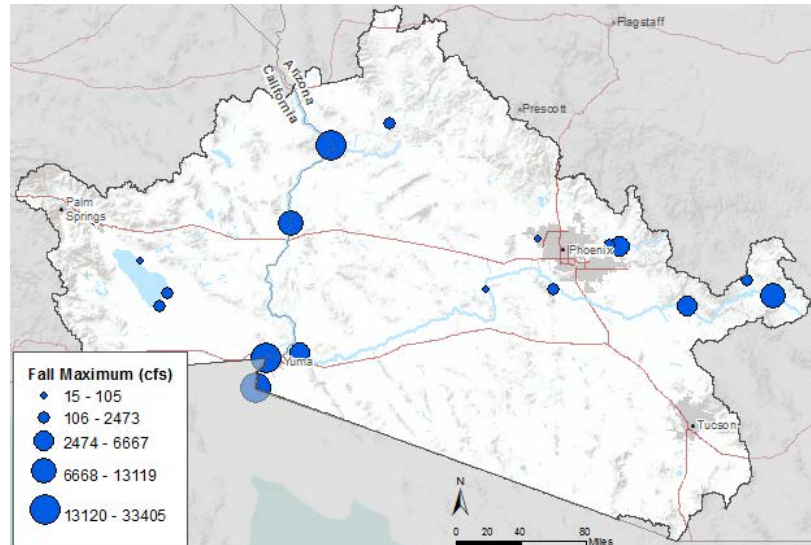 Flagstaff
Arizona
California
Prescott
Palm
Springs
Phoenix
Yuma
Tucson
Fall Maximum (cfs)
15 - 105
106 - 2473
2474 - 6667
6668 - 13119
13120 - 33405
N
0 20 40 80
Miles